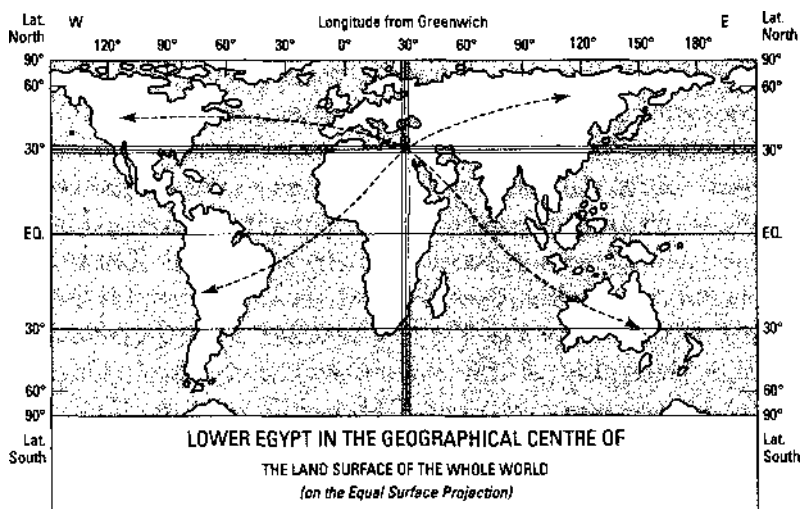 Lat. W Longitude from Greenwich E Lat.
North 120° 90° 60° 30° 0° 30° 60° 90° 120° 150° 180° North
90° 90°
60° 60°
30° 30°
EQ. EQ.
30° 30°
60° 60°
90° 90°
Lat. South LOWER EGYPT IN THE GEOGRAPHICAL CENTRE OF Lat. South
THE LAND SURFACE OF THE WHOLE WORLD
(on the Equal Surface Projection)